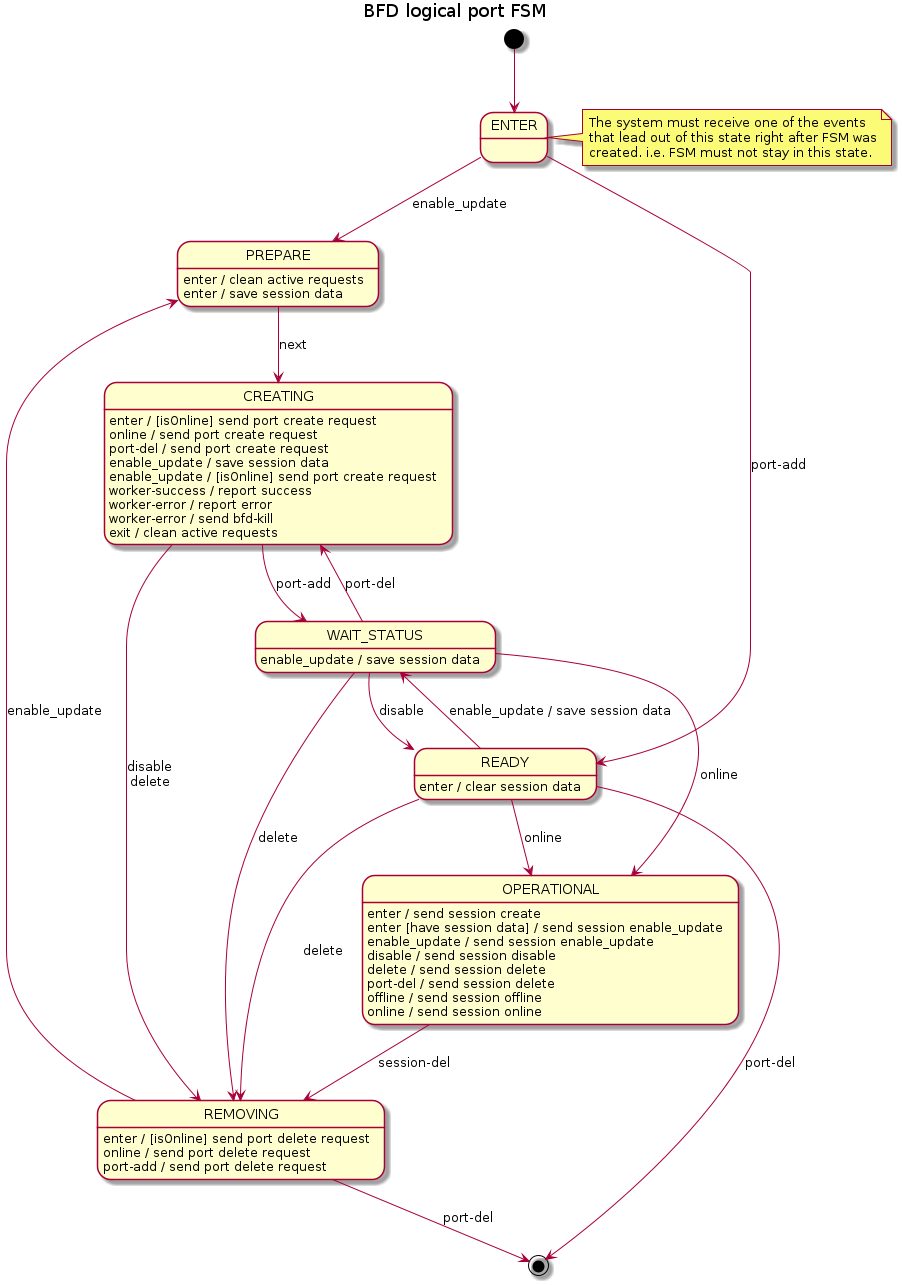 BFD logical port FSM
ENTER
The system must receive one of the events
that lead out of this state right after FSM was
created. i.e. FSM must not stay in this state.
enable_update
PREPARE
enter / clean active requests
enter / save session data
next
CREATING
enter / [isOnline] send port create request
online / send port create request
port-del / send port create request
enable_update / save session data
enable_update / [isOnline] send port create request
worker-success / report success
worker-error / report error
worker-error / send bfd-kill
exit / clean active requests
port-add
port-add
port-del
WAIT_STATUS
enable_update / save session data
enable_update
disable
enable_update / save session data
READY
enter / clear session data
disable
delete
online
delete
online
OPERATIONAL
enter / send session create
enter [have session data] / send session enable_update
enable_update / send session enable_update
disable / send session disable
delete / send session delete
port-del / send session delete
offline / send session offline
online / send session online
delete
session-del
port-del
REMOVING
enter / [isOnline] send port delete request
online / send port delete request
port-add / send port delete request
port-del